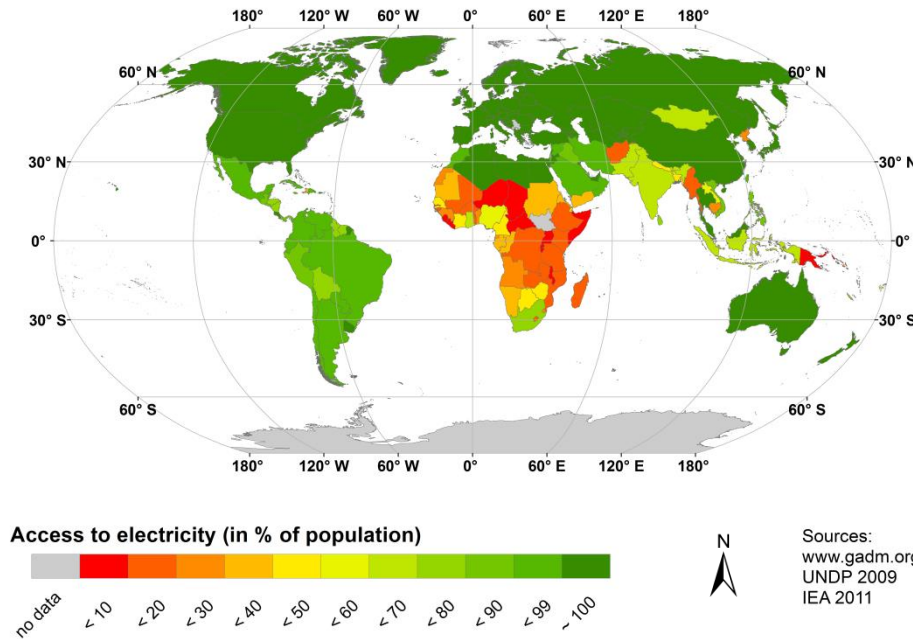 180° 120° W 60° W 0° 60° E 120° E 180°
60° N 60° N
30° N 30° N
0° 0°
30° S 30° S
60° S 60° S
180° 120° W 60° W 0° 60° E 120° E 180°
Access to electricity (in % of population)
no data < 10 < 20 < 30 < 40 < 50 < 60 < 70 < 80 < 90 < 99 ~ 100
N
Sources:
www.gadm.org
UNDP 2009
IEA 2011